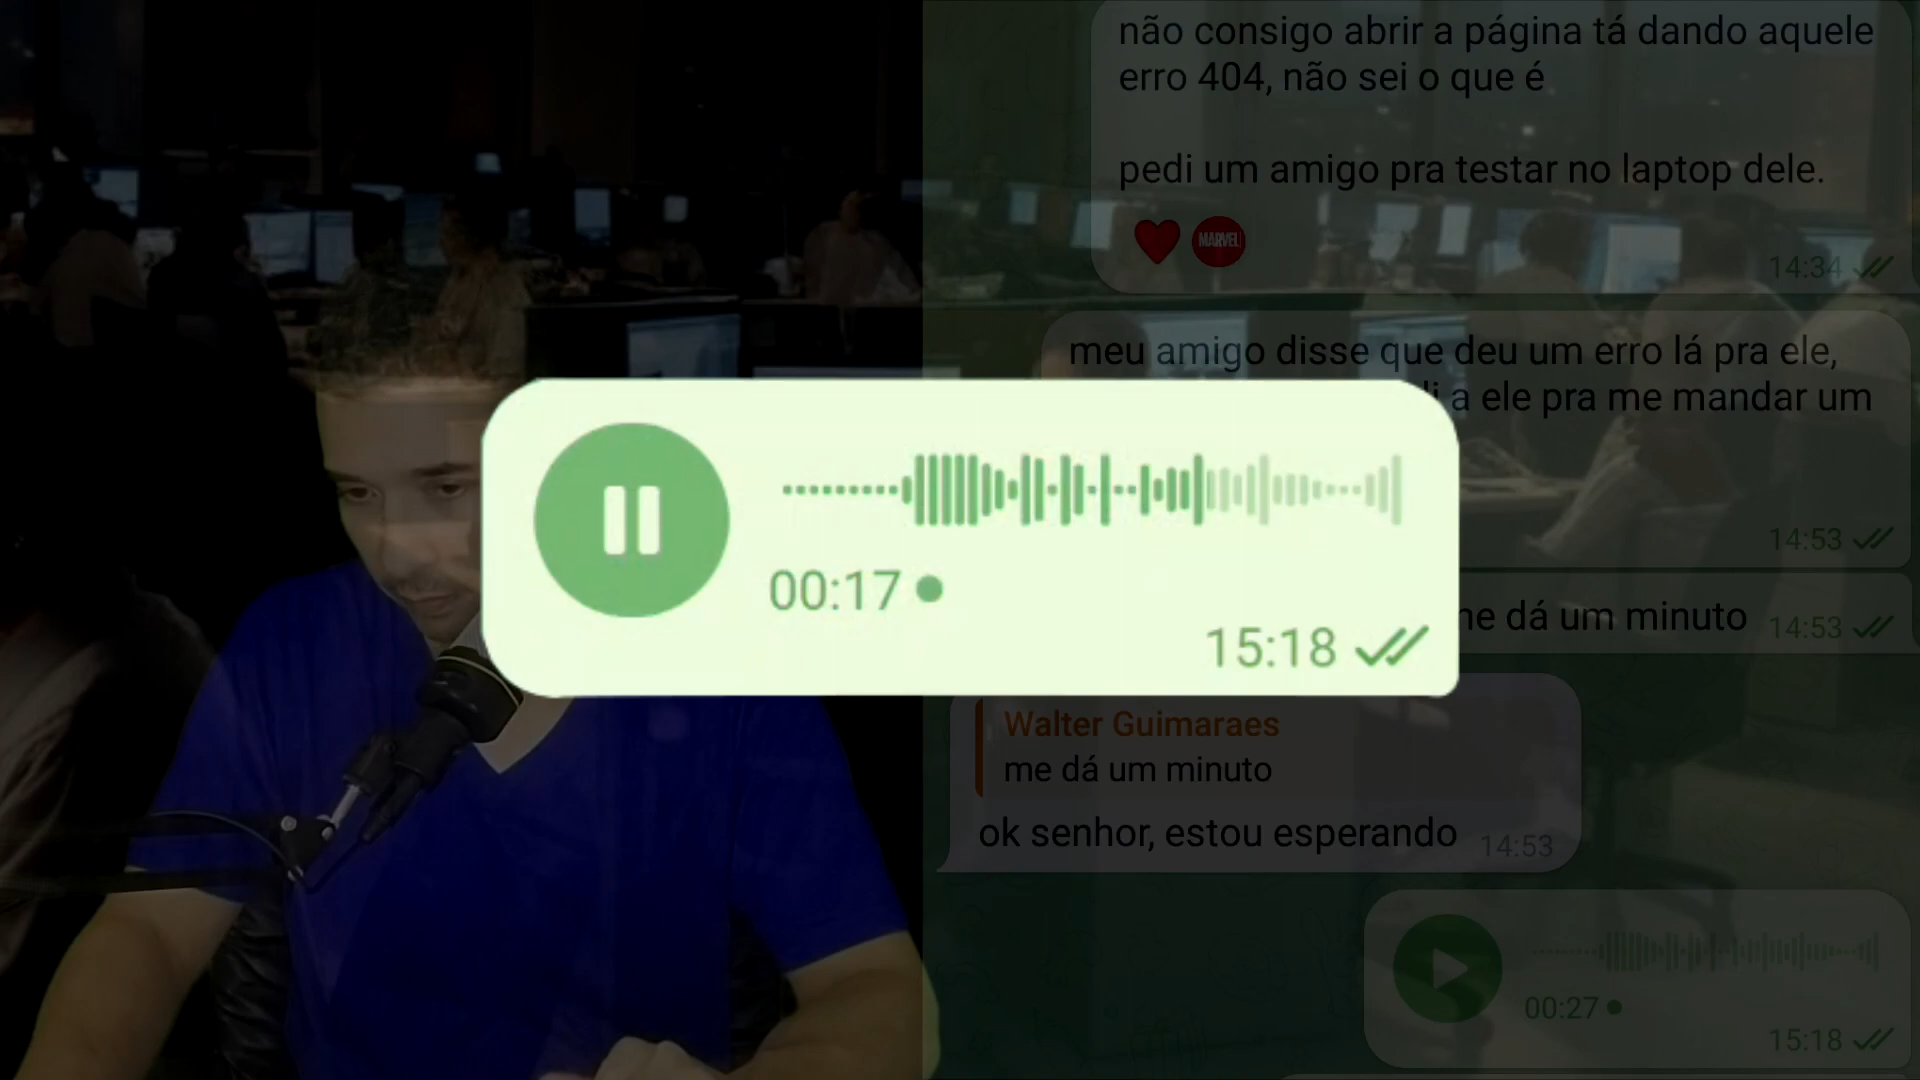 não consigo abrir a página tá dando aquele
erro 404, não sei o que é
pedi um amigo pra testar no laptop dele.
MARVEL
14:34
meu amigo disse que deu um erro lá pra ele,
a ele pra me mandar um
14:53
00:17
15:18
me dá um minuto
14:53
Walter Guimaraes
me dá um minuto
ok senhor, estou esperando
14:53
00:27
15:18